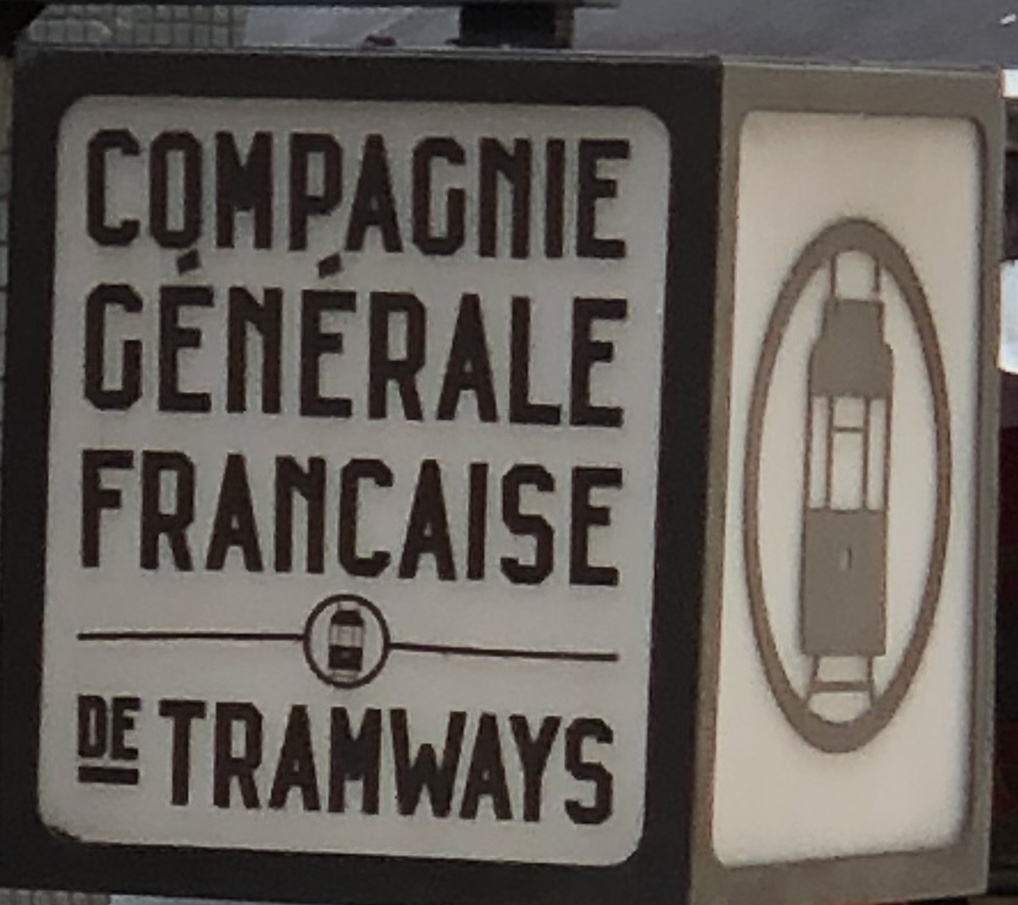 COMPAGNIE
GÉNÉRALE
FRANCAISE
DE TRAMWAYS